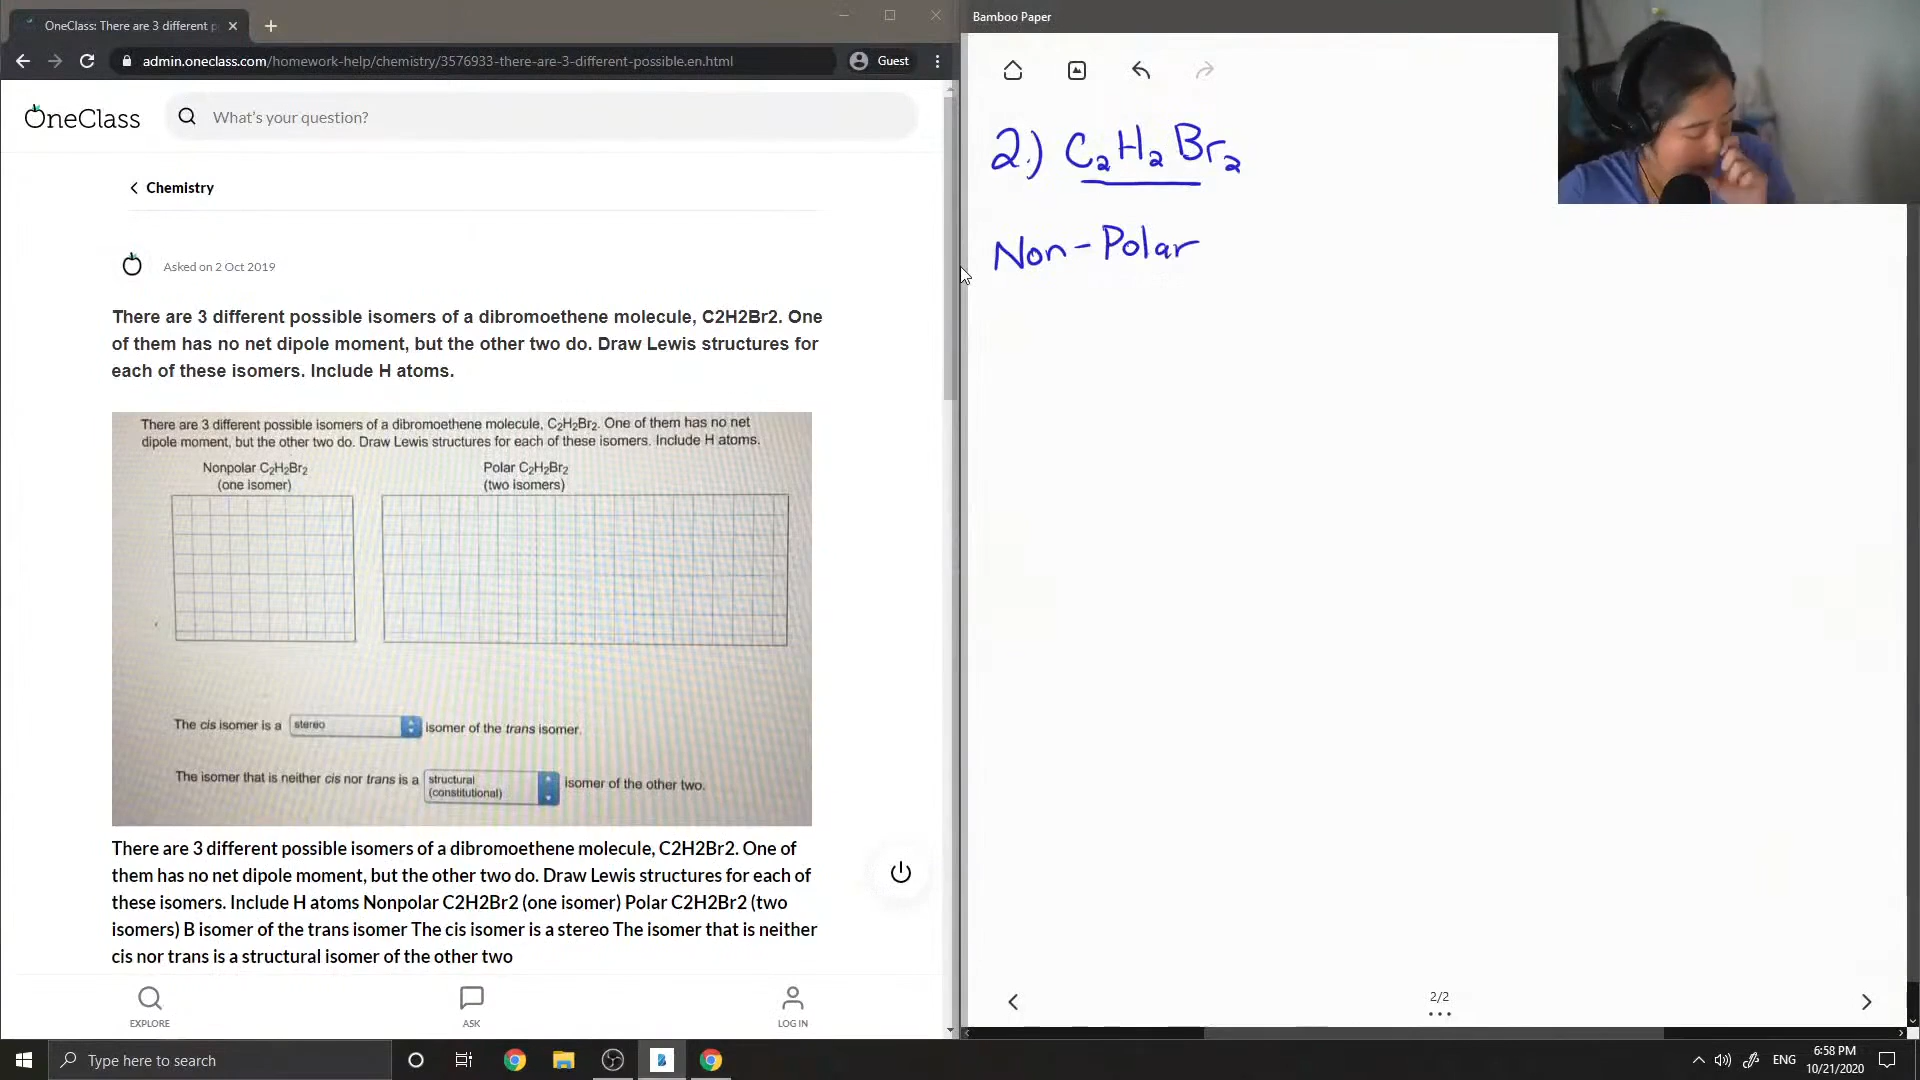 OneClass: There are 3 different p
Bamboo Paper
admin.oneclass.com/homework-help/chemistry/3576933-there-are-3-different-possible.en.html
Guest
OneClass
What's your question?
Chemistry
Asked on 2 Oct 2019
There are 3 different possible isomers of a dibromoethene molecule, C2H2Br2. One
of them has no net dipole moment, but the other two do. Draw Lewis structures for
each of these isomers. Include H atoms.
There are 3 different possible isomers of a dibromoethene molecule, C₂H₂Br₂. One of them has no net
dipole moment, but the other two do. Draw Lewis structures for each of these isomers. Include H atoms.
Nonpolar C₂H₂Br₂
(one isomer)
Polar C₂H₂Br₂
(two isomers)
The cis isomer is a stereo isomer of the trans isomer.
The isomer that is neither cis nor trans is a structural
(constitutional) isomer of the other two.
There are 3 different possible isomers of a dibromoethene molecule, C2H2Br2. One of
them has no net dipole moment, but the other two do. Draw Lewis structures for each of
these isomers. Include H atoms Nonpolar C2H2Br2 (one isomer) Polar C2H2Br2 (two
isomers) B isomer of the trans isomer The cis isomer is a stereo The isomer that is neither
cis nor trans is a structural isomer of the other two
EXPLORE
ASK
LOG IN
2.) C₂H₂Br₂
Non-Polar
2/2
Type here to search
ENG
6:58 PM
10/21/2020